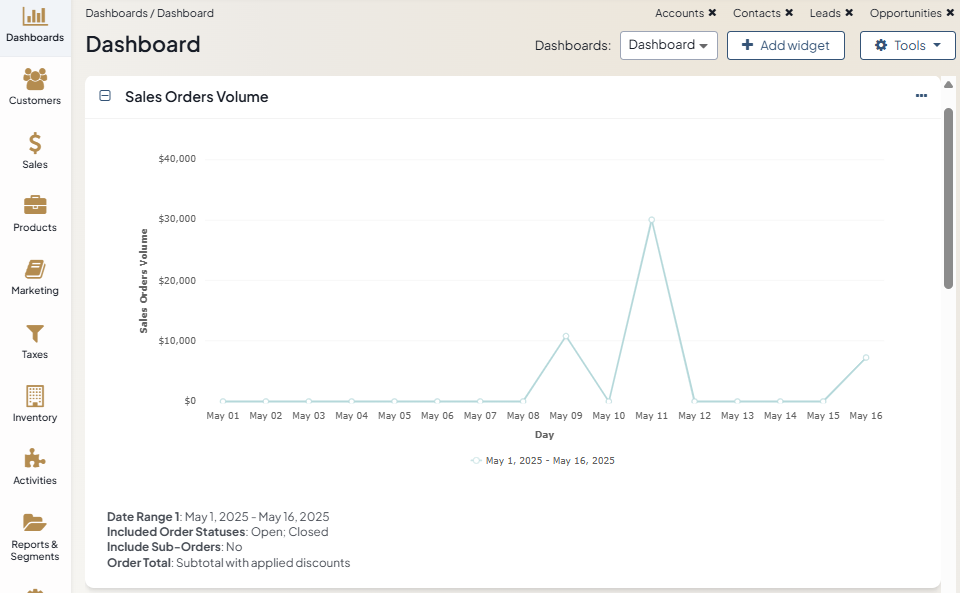 Dashboards / Dashboard
Accounts ✖ Contacts ✖ Leads ✖ Opportunities ✖
Dashboard
Dashboards: Dashboard
+ Add widget
Tools
Dashboards
Customers
Sales
Products
Marketing
Taxes
Inventory
Activities
Reports &
Segments
Sales Orders Volume
$40,000
$30,000
$20,000
$10,000
$0
Sales Orders Volume
May 01 May 02 May 03 May 04 May 05 May 06 May 07 May 08 May 09 May 10 May 11 May 12 May 13 May 14 May 15 May 16
Day
May 1, 2025 - May 16, 2025
Date Range 1: May 1, 2025 - May 16, 2025
Included Order Statuses: Open; Closed
Include Sub-Orders: No
Order Total: Subtotal with applied discounts